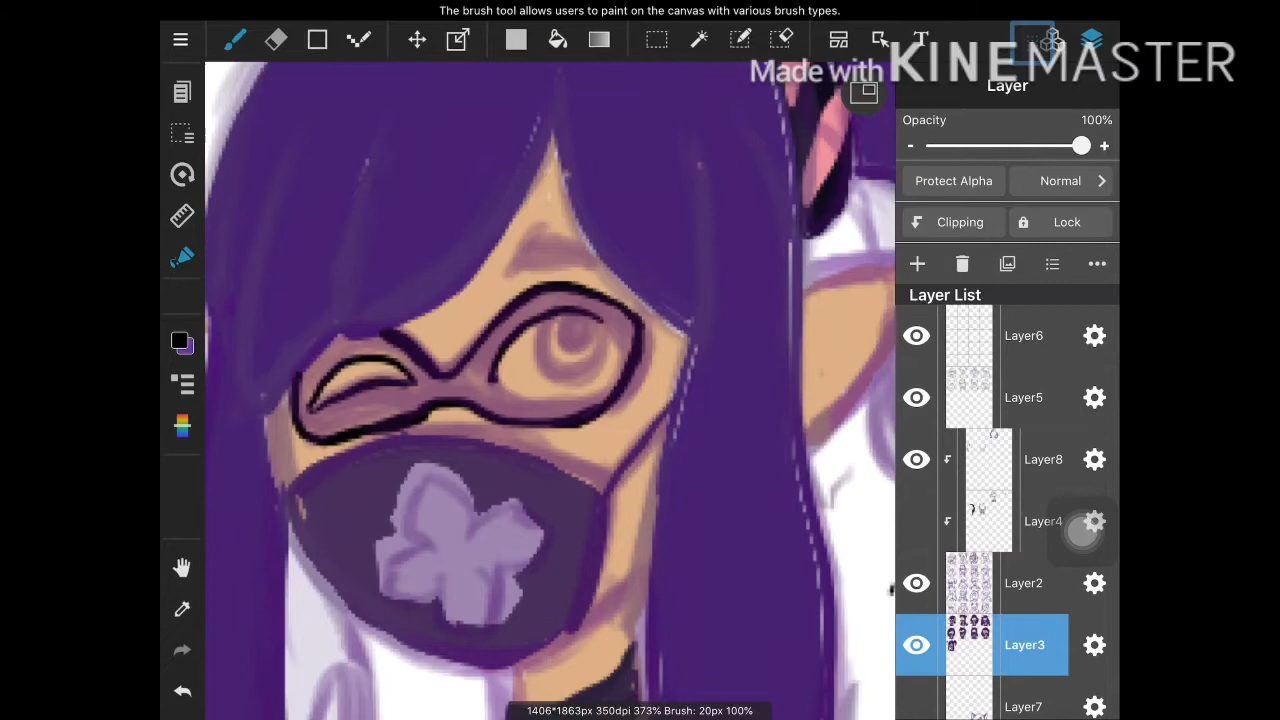 The brush tool allows users to paint on the canvas with various brush types.
T
Made with KINEMASTER
Layer
Opacity 100%
- +
Protect Alpha Normal
Clipping Lock
Layer List
Layer6
Layer5
Layer8
Layer4
Layer2
Layer3
Layer7
1406*1863px 350dpi 373% Brush: 20px 100%